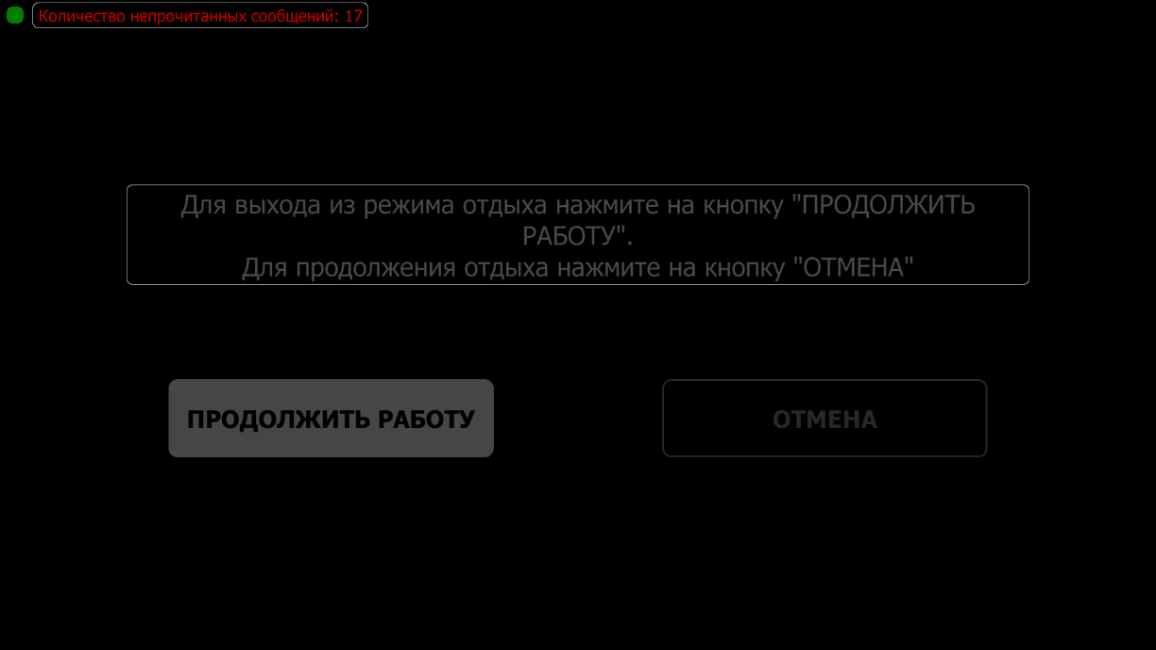 Количество непрочитанных сообщений: 17
Для выхода из режима отдыха нажмите на кнопку "ПРОДОЛЖИТЬ
РАБОТУ".
Для продолжения отдыха нажмите на кнопку "ОТМЕНА"
ПРОДОЛЖИТЬ РАБОТУ
ОТМЕНА